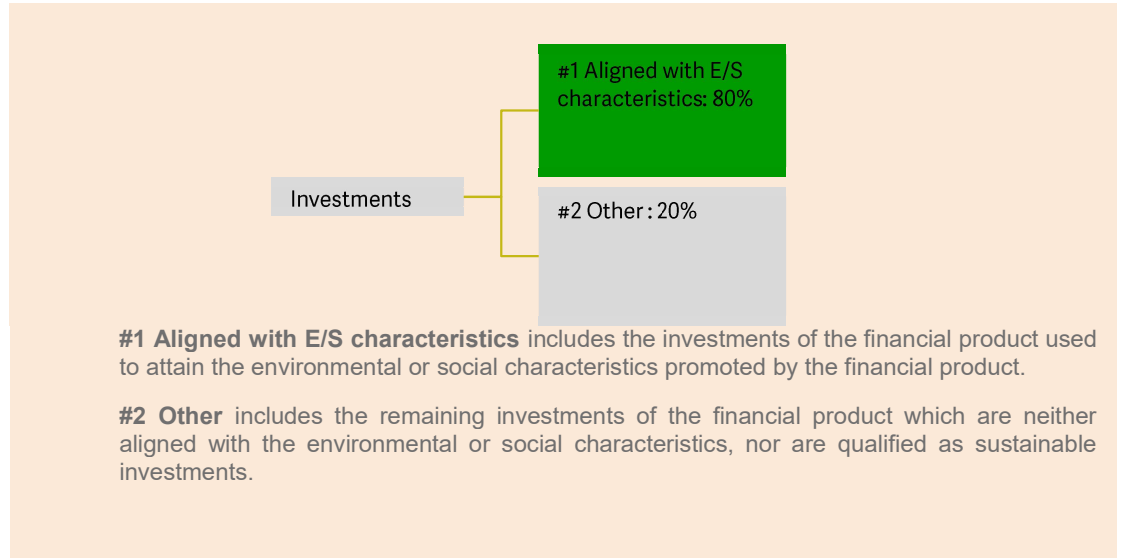 #1 Aligned with E/S
characteristics: 80%
Investments
#2 Other : 20%
#1 Aligned with E/S characteristics includes the investments of the financial product used
to attain the environmental or social characteristics promoted by the financial product.
#2 Other includes the remaining investments of the financial product which are neither
aligned with the environmental or social characteristics, nor are qualified as sustainable
investments.